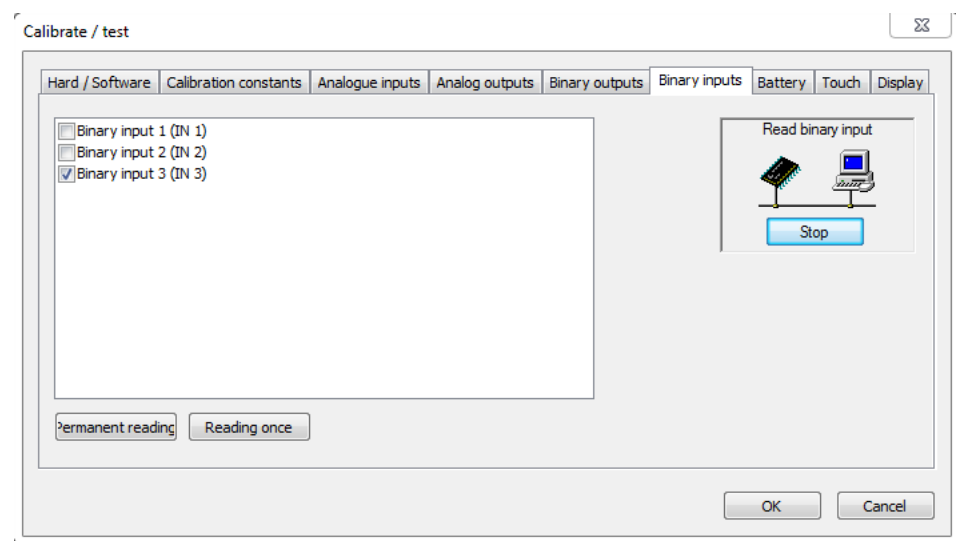 Calibrate / test
Hard / Software Calibration constants Analogue inputs Analog outputs Binary outputs Binary inputs Battery Touch Display
Binary input 1 (IN 1)
Binary input 2 (IN 2)
Binary input 3 (IN 3)
Read binary input
Stop
Permanent reading Reading once
OK Cancel